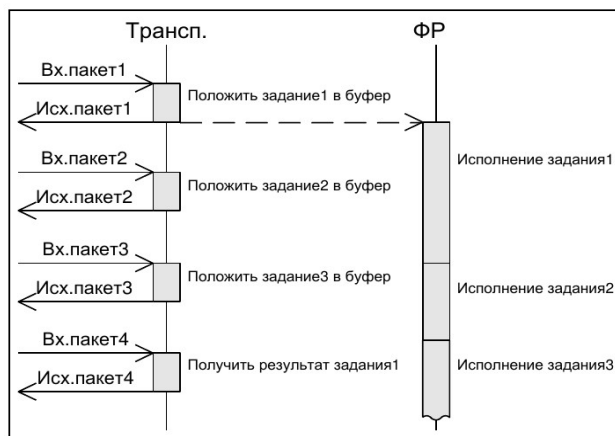 Трансп.
ФР
Вх.пакет1
Положить задание1 в буфер
Исх.пакет1
Исполнение задания1
Вх.пакет2
Положить задание2 в буфер
Исх.пакет2
Вх.пакет3
Положить задание3 в буфер
Исх.пакет3
Исполнение задания2
Вх.пакет4
Получить результат задания1
Исполнение задания3
Исх.пакет4